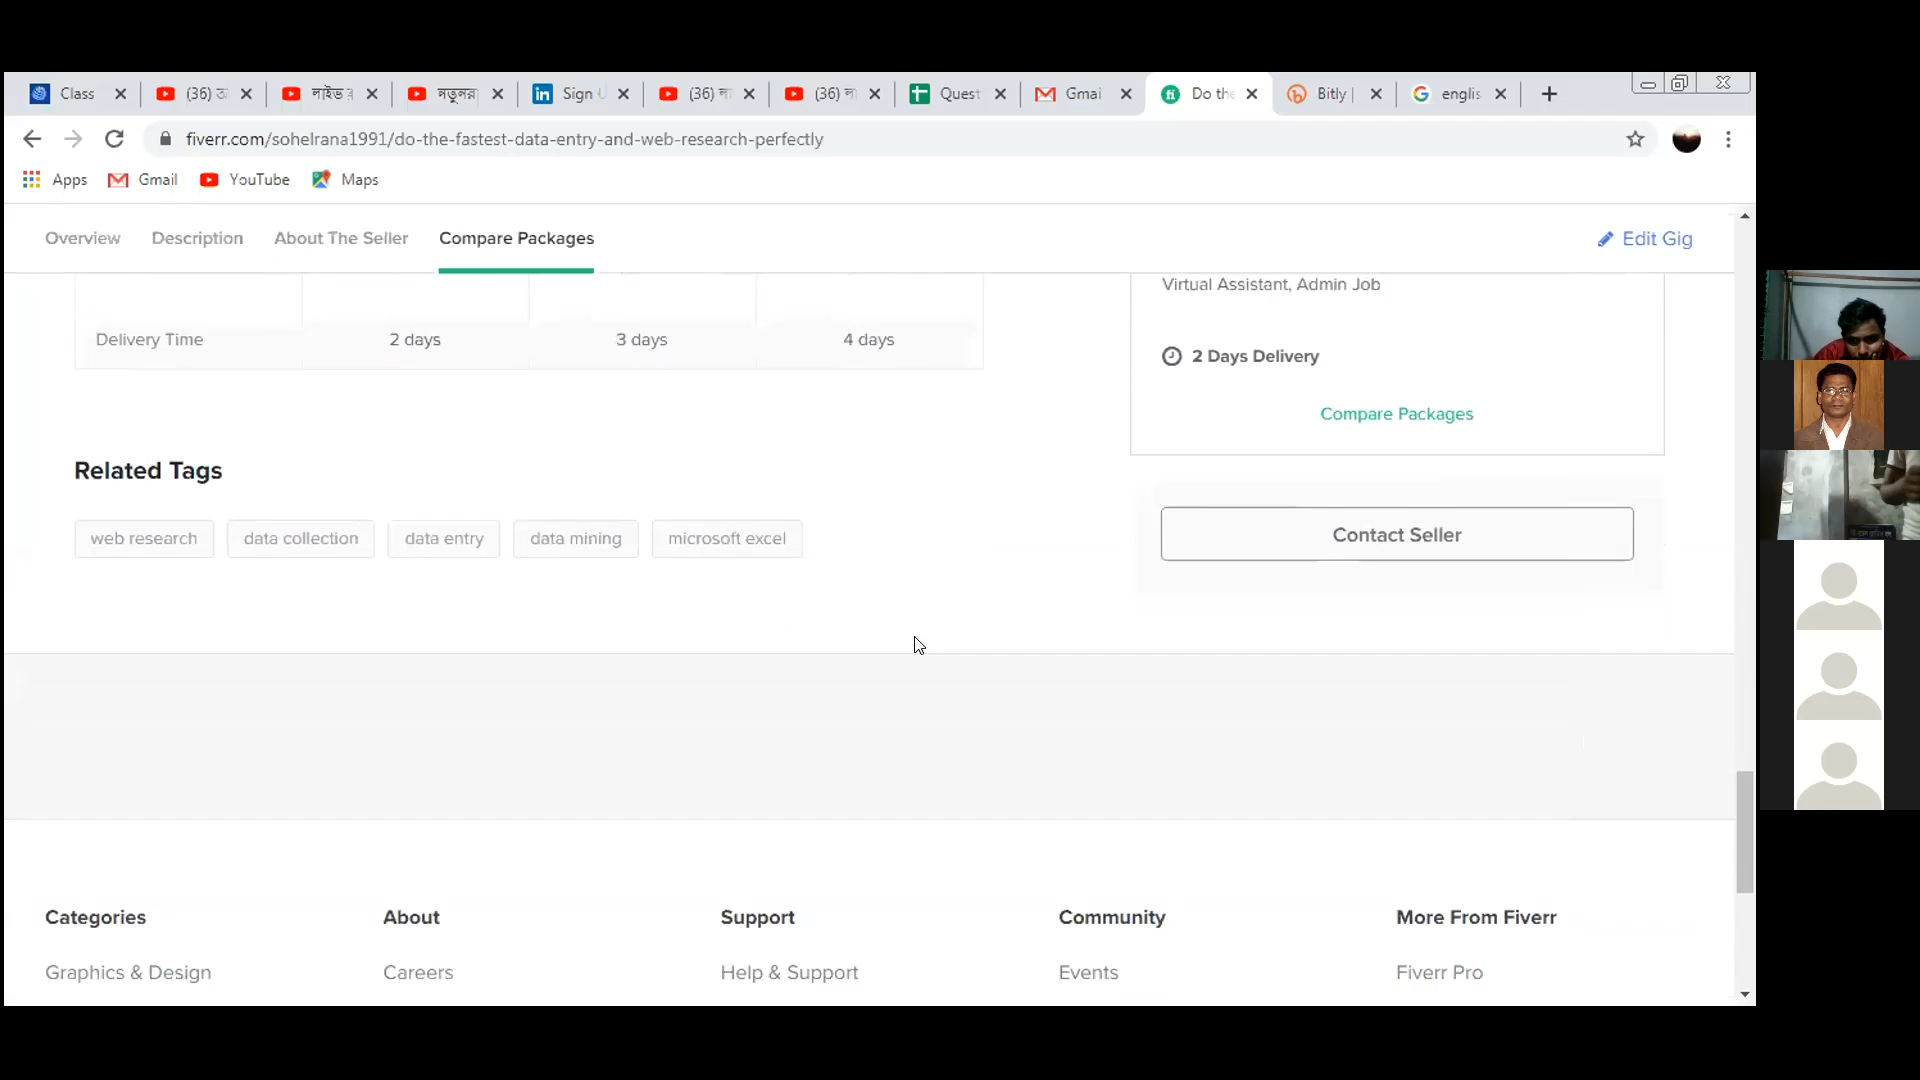 Class
(36)
লাইভ
নতুনর
Sign
(36)
(36)
Quest
Gmai
Do the
Bitly |
englis
fiverr.com/sohelrana1991/do-the-fastest-data-entry-and-web-research-perfectly
Apps Gmail YouTube Maps
Overview Description About The Seller Compare Packages Edit Gig
Virtual Assistant, Admin Job
Delivery Time 2 days 3 days 4 days
2 Days Delivery
Compare Packages
Related Tags
Contact Seller
web research data collection data entry data mining microsoft excel
Categories About Support Community More From Fiverr
Graphics & Design Careers Help & Support Events Fiverr Pro